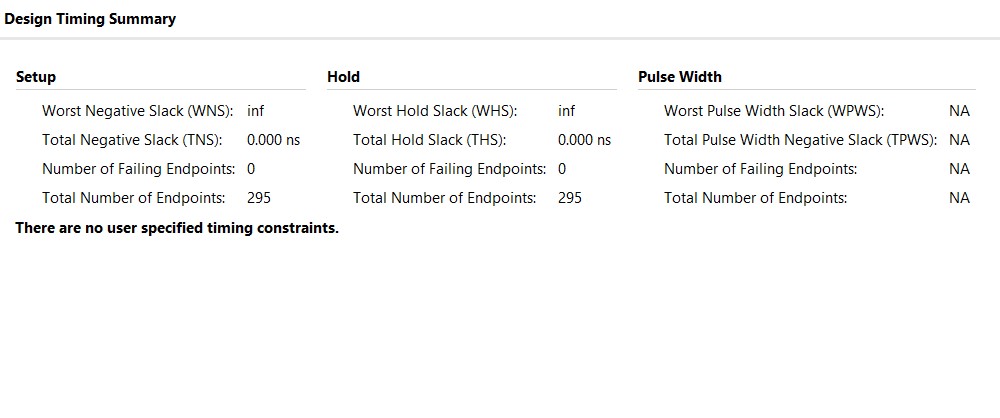 Design Timing Summary
Setup Hold Pulse Width
Worst Negative Slack (WNS): inf Worst Hold Slack (WHS): inf Worst Pulse Width Slack (WPWS): NA
Total Negative Slack (TNS): 0.000 ns Total Hold Slack (THS): 0.000 ns Total Pulse Width Negative Slack (TPWS): NA
Number of Failing Endpoints: 0 Number of Failing Endpoints: 0 Number of Failing Endpoints: NA
Total Number of Endpoints: 295 Total Number of Endpoints: 295 Total Number of Endpoints: NA
There are no user specified timing constraints.